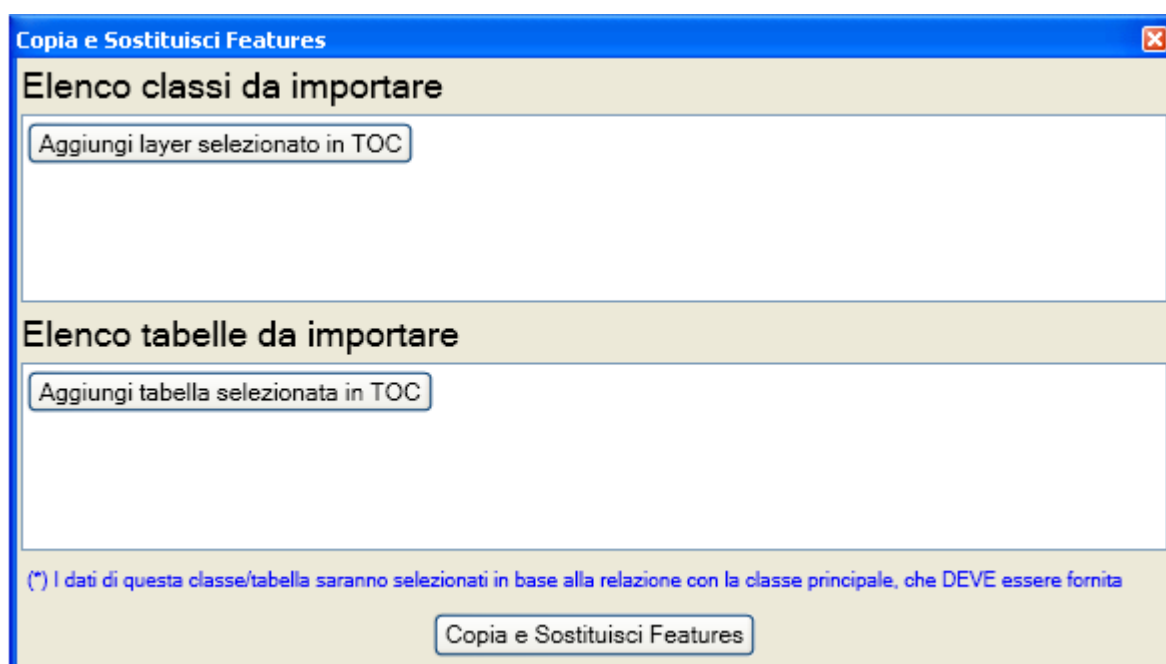 Copia e Sostituisci Features
Elenco classi da importare
Aggiungi layer selezionato in TOC
Elenco tabelle da importare
Aggiungi tabella selezionata in TOC
(*) I dati di questa classe/tabella saranno selezionati in base alla relazione con la classe principale, che DEVE essere fornita
Copia e Sostituisci Features